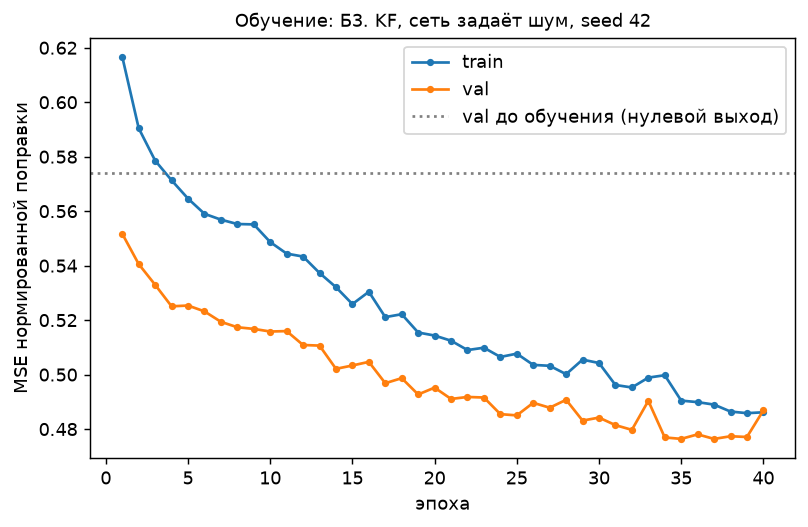 Обучение: Б3. KF, сеть задаёт шум, seed 42
train
val
val до обучения (нулевой выход)
MSE нормированной поправки
0.62
0.60
0.58
0.56
0.54
0.52
0.50
0.48
0
5
10
15
20
25
30
35
40
эпоха